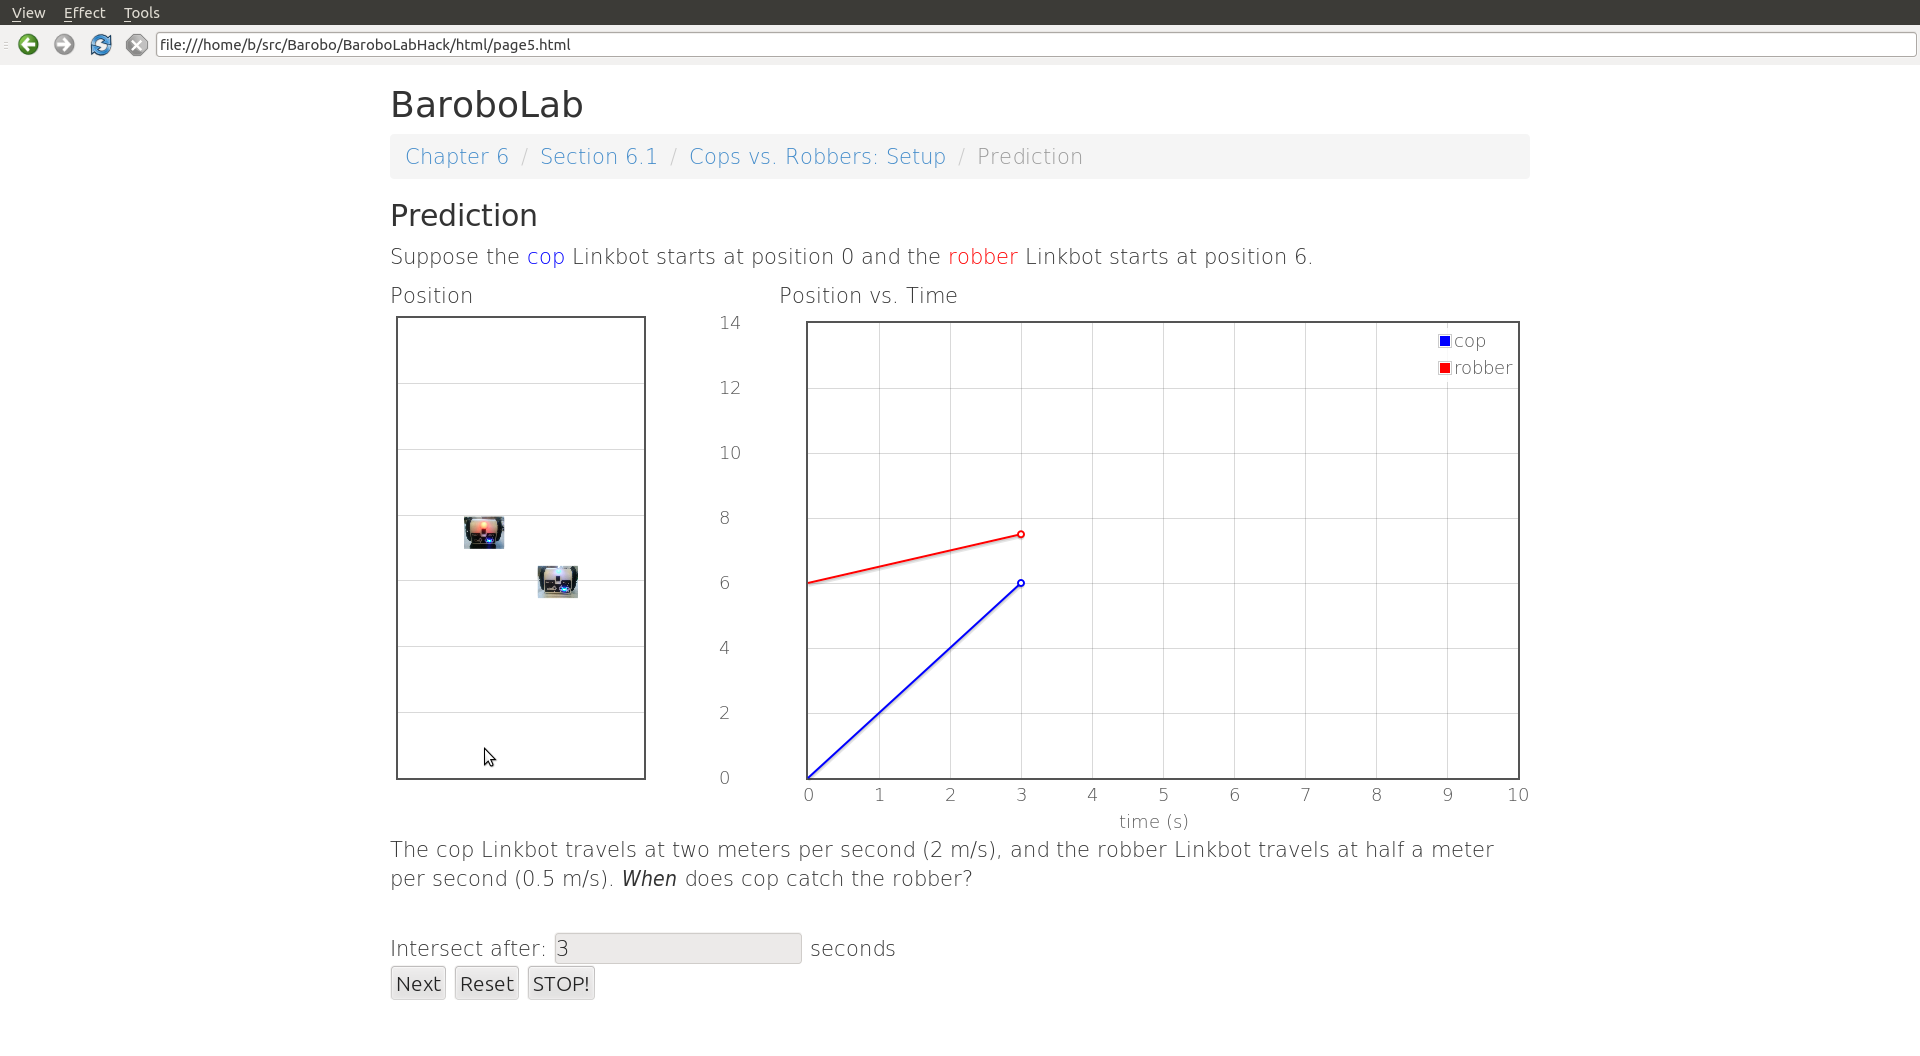 View Effect Tools
file:///home/b/src/Barobo/BaroboLabHack/html/page5.html
BaroboLab
Chapter 6 / Section 6.1 / Cops vs. Robbers: Setup / Prediction
Prediction
Suppose the cop Linkbot starts at position 0 and the robber Linkbot starts at position 6.
Position
Position vs. Time
14
12
10
8
6
4
2
0
cop
robber
0 1 2 3 4 5 6 7 8 9 10
time (s)
The cop Linkbot travels at two meters per second (2 m/s), and the robber Linkbot travels at half a meter
per second (0.5 m/s). When does cop catch the robber?
Intersect after: 3 seconds
Next Reset STOP!